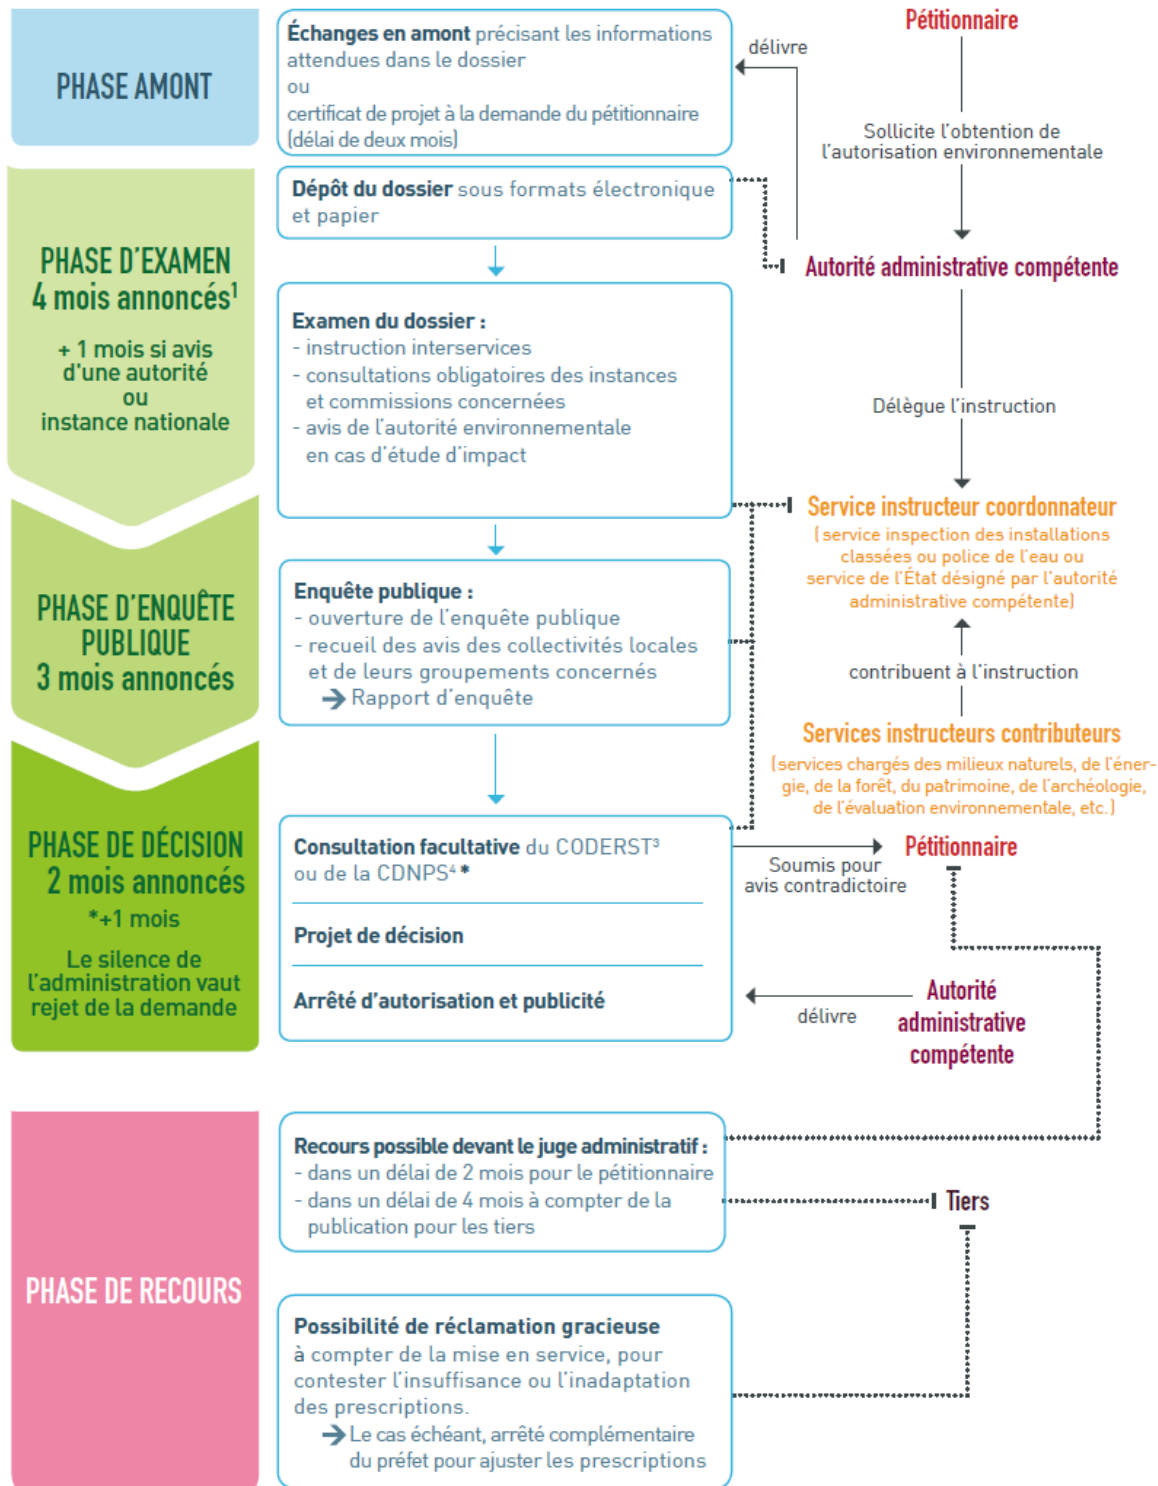 PHASE AMONT
Échanges en amont précisant les informations
attendues dans le dossier
ou
certificat de projet à la demande du pétitionnaire
(délai de deux mois)
délivre
Pétitionnaire
Sollicite l'obtention de
l'autorisation environnementale
Autorité administrative compétente
PHASE D'EXAMEN
4 mois annoncés¹
+ 1 mois si avis
d'une autorité
ou
instance nationale
Dépôt du dossier sous formats électronique
et papier
Examen du dossier :
- instruction interservices
- consultations obligatoires des instances
et commissions concernées
- avis de l'autorité environnementale
en cas d'étude d'impact
Délègue l'instruction
Service instructeur coordonnateur
(service inspection des installations
classées ou police de l'eau ou
service de l'État désigné par l'autorité
administrative compétente)
PHASE D'ENQUÊTE
PUBLIQUE
3 mois annoncés
Enquête publique :
- ouverture de l'enquête publique
- recueil des avis des collectivités locales
et de leurs groupements concernés
→ Rapport d'enquête
contribuent à l'instruction
Services instructeurs contributeurs
(services chargés des milieux naturels, de l'éner-
gie, de la forêt, du patrimoine, de l'archéologie,
de l'évaluation environnementale, etc.)
PHASE DE DÉCISION
2 mois annoncés
*+1 mois
Le silence de
l'administration vaut
rejet de la demande
Consultation facultative du CODERST³
ou de la CDNPS⁴ *
Projet de décision
Arrêté d'autorisation et publicité
Soumis pour
avis contradictoire
Pétitionnaire
délivre
Autorité
administrative
compétente
PHASE DE RECOURS
Recours possible devant le juge administratif :
- dans un délai de 2 mois pour le pétitionnaire
- dans un délai de 4 mois à compter de la
publication pour les tiers
Tiers
Possibilité de réclamation gracieuse
à compter de la mise en service, pour
contester l'insuffisance ou l'inadaptation
des prescriptions.
→ Le cas échéant, arrêté complémentaire
du préfet pour ajuster les prescriptions